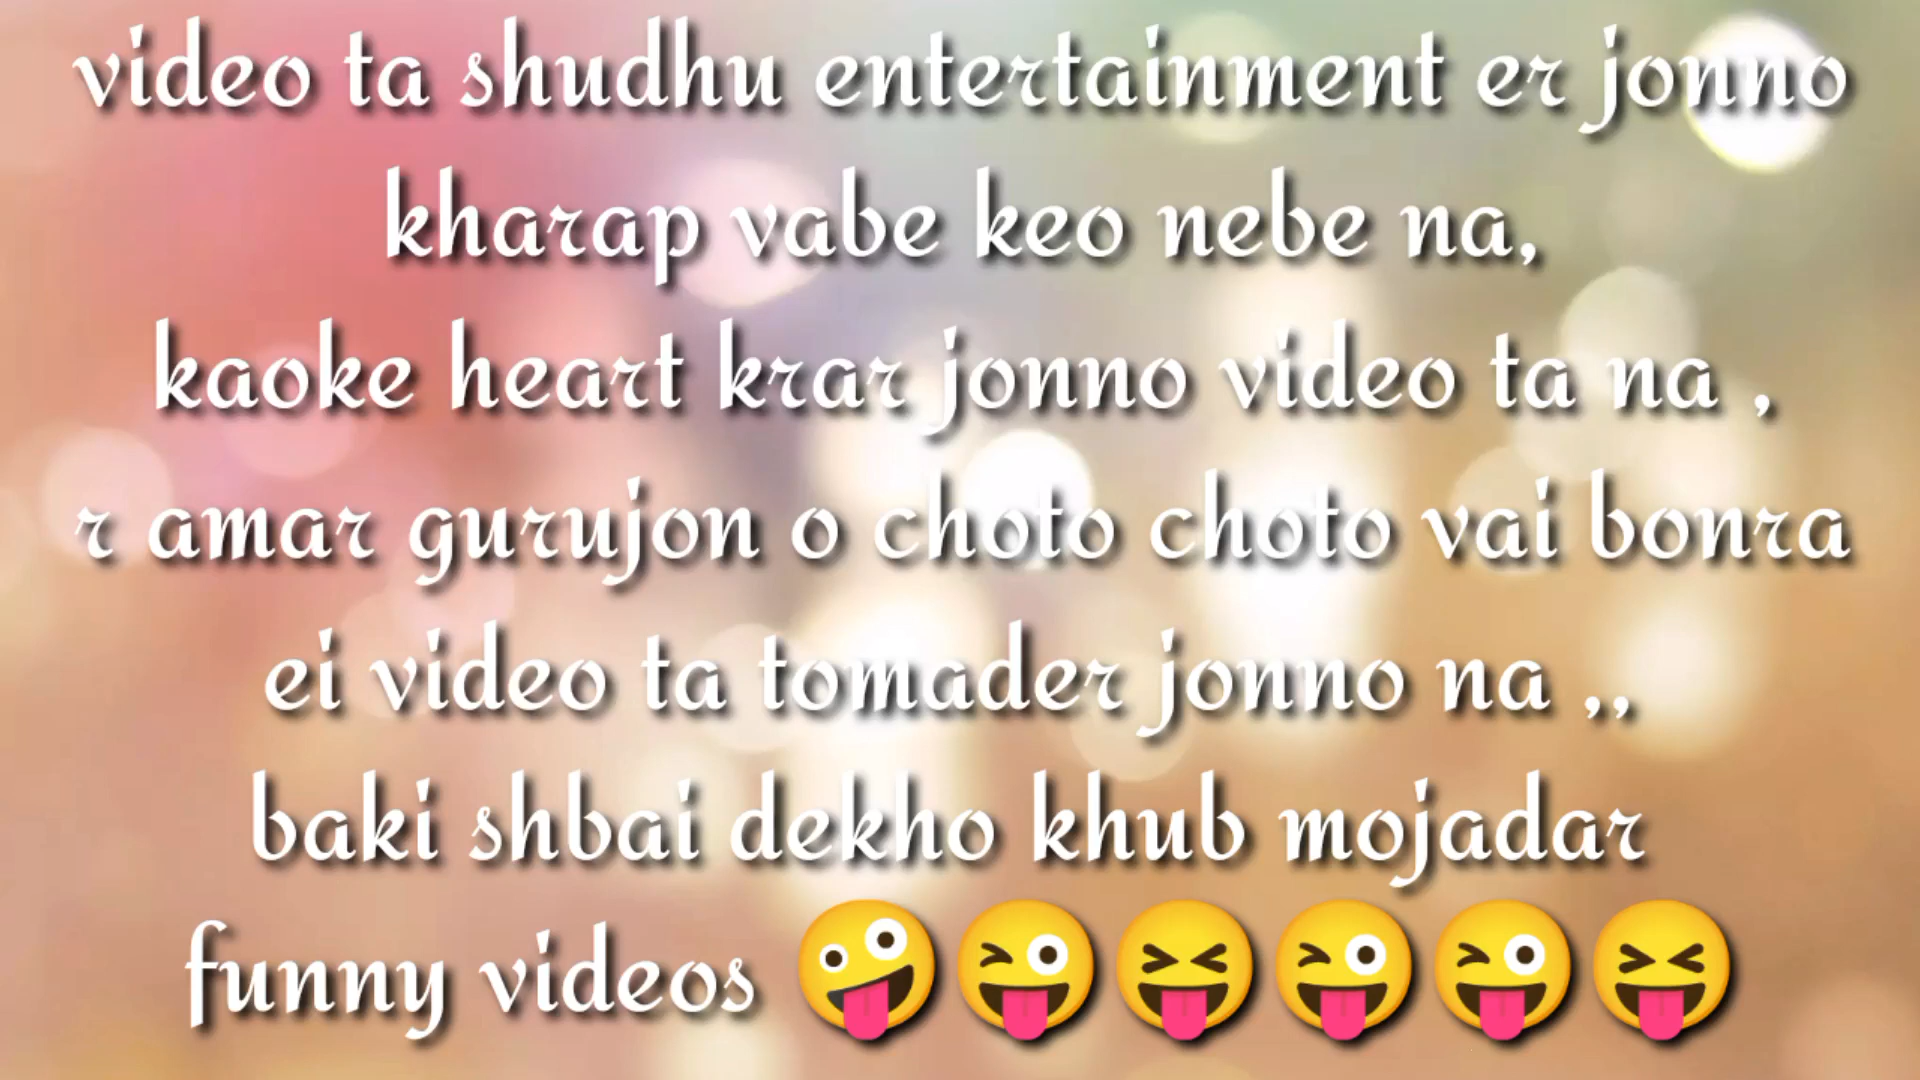 video ta shudhu entertainment er jonno
kharap vabe keo nebe na,
kaoke heart krar jonno video ta na ,
r amar gurujon o choto choto vai bonra
ei video ta tomader jonno na ,,
baki shbai dekho khub mojadar
funny videos 🤪😜😝😜😜😝